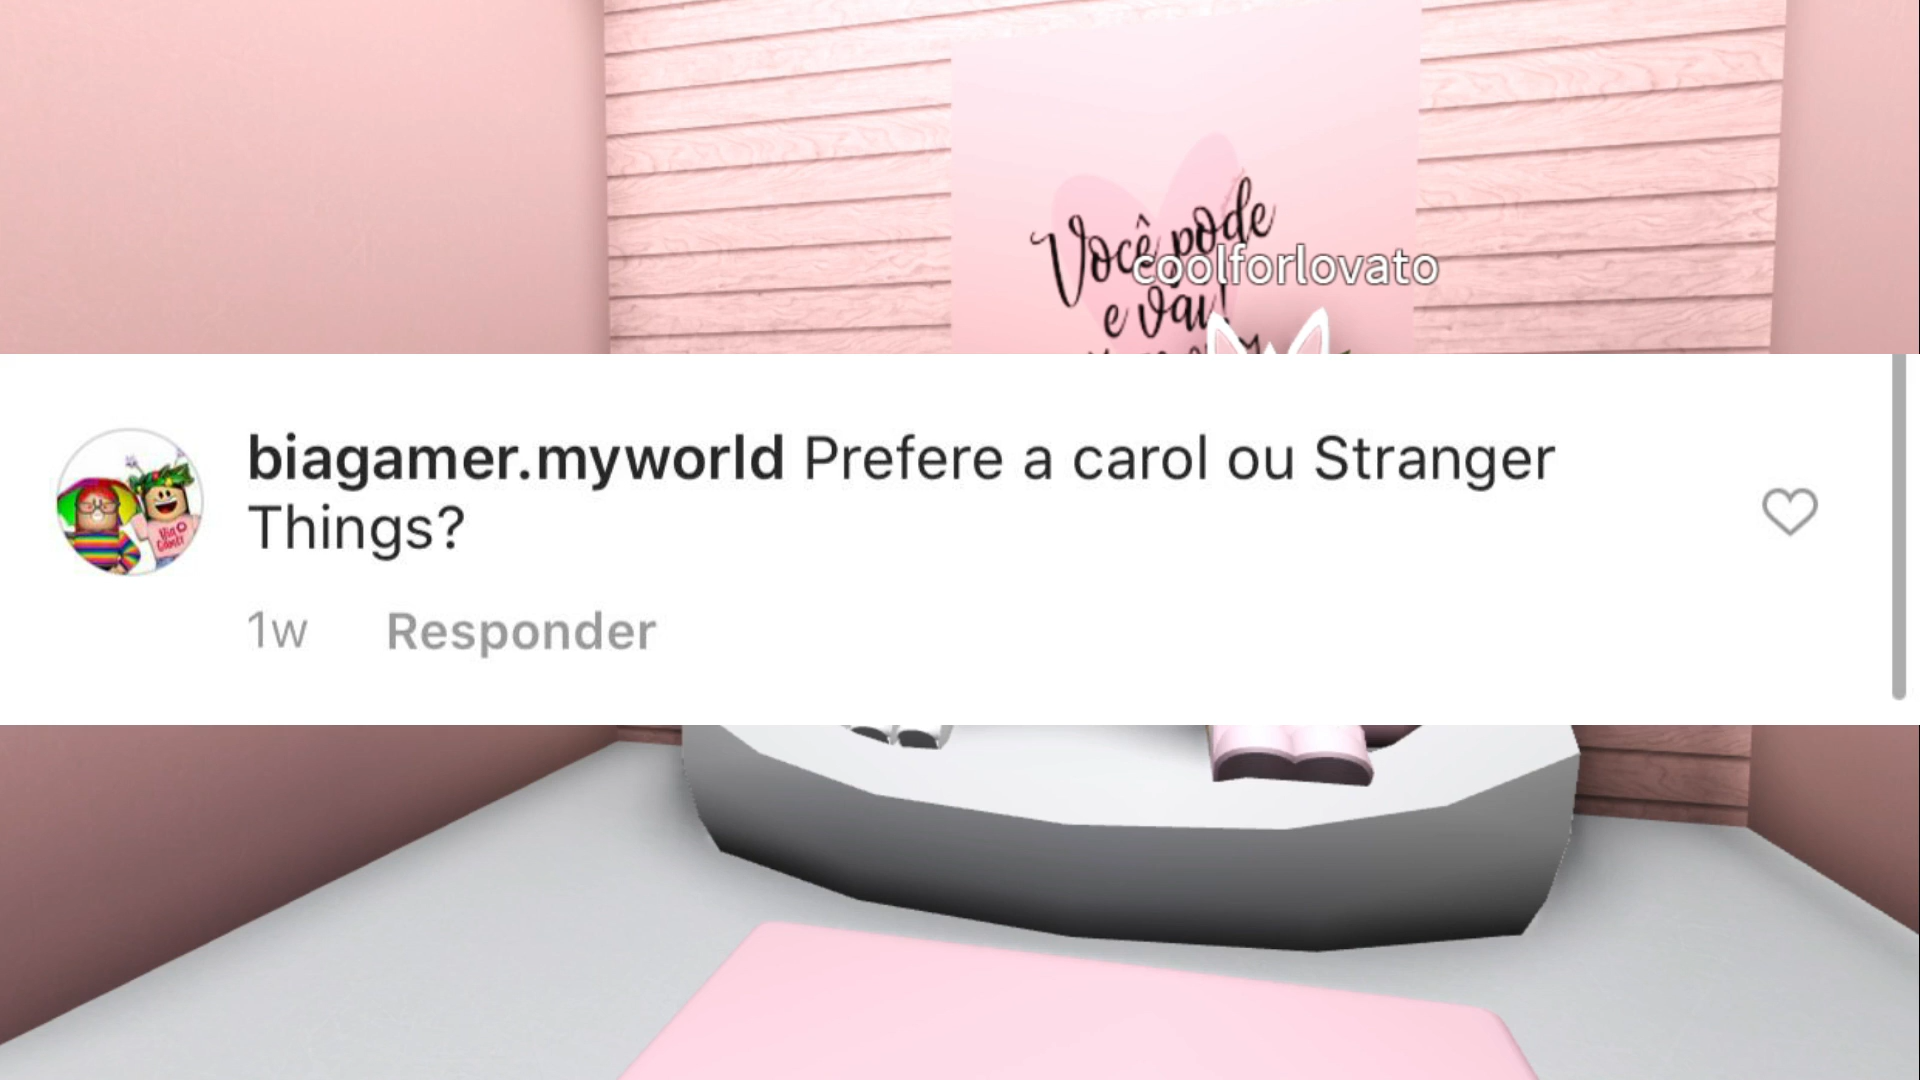 Você pode
coolforlovato
e vai!
biagamer.myworld Prefere a carol ou Stranger
Things?
1w Responder